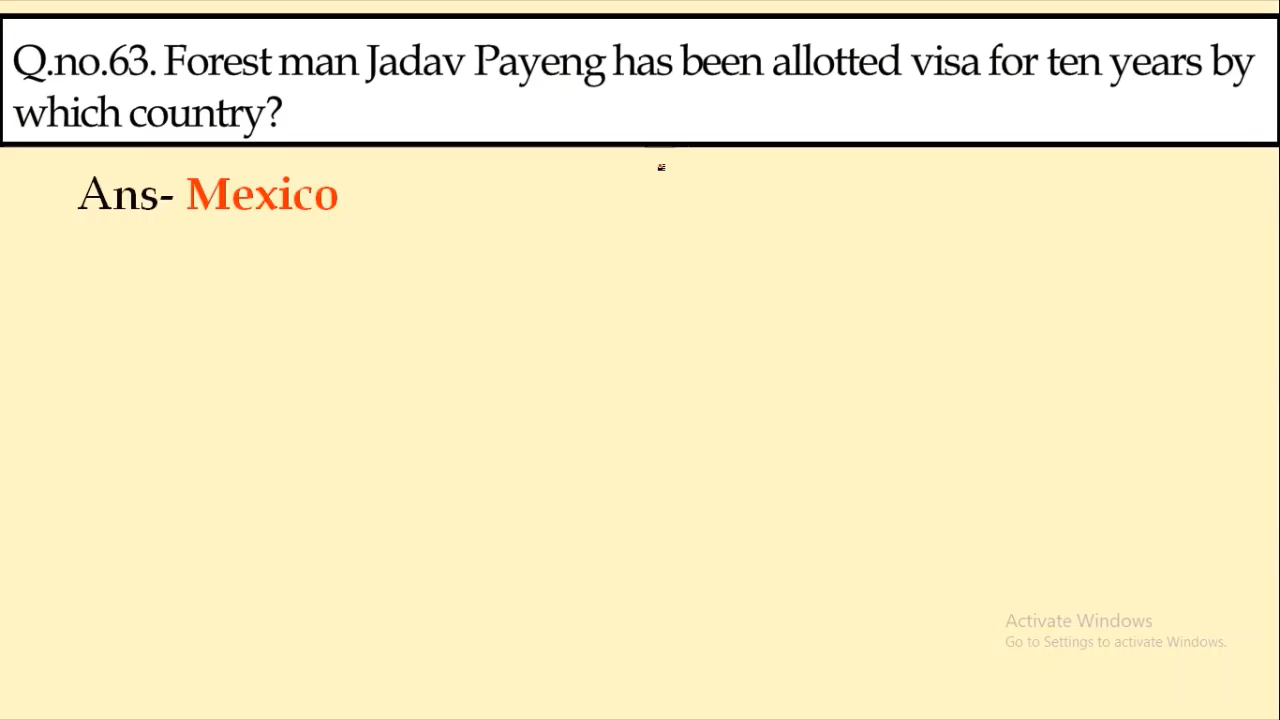 Q.no.63. Forest man Jadav Payeng has been allotted visa for ten years by
which country?
Ans- Mexico
Activate Windows
Go to Settings to activate Windows.